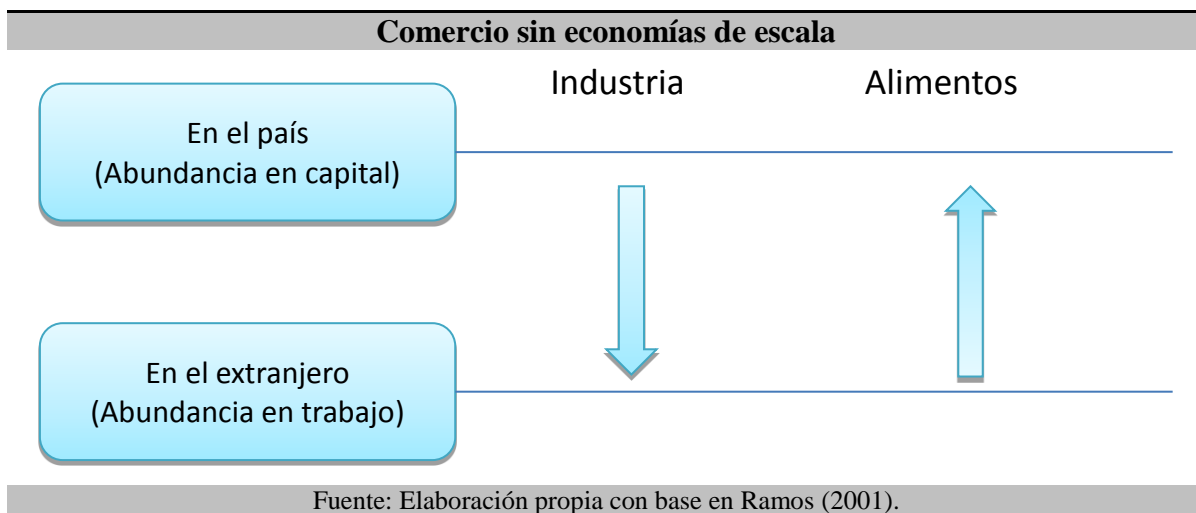 Comercio sin economías de escala
Industria
Alimentos
En el país
(Abundancia en capital)
En el extranjero
(Abundancia en trabajo)
Fuente: Elaboración propia con base en Ramos (2001).